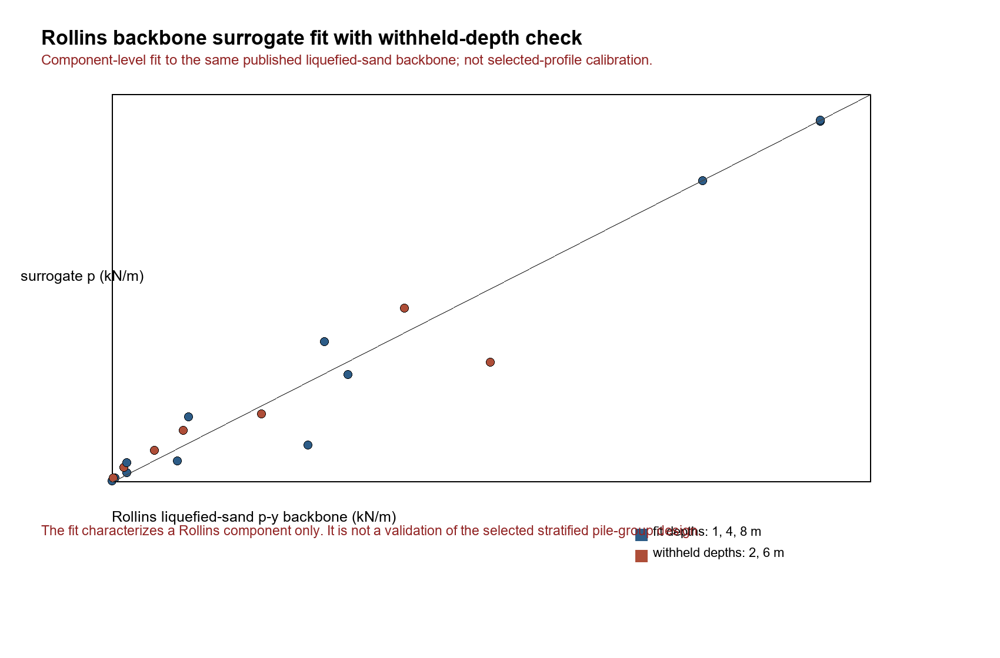 Rollins backbone surrogate fit with withheld-depth check
Component-level fit to the same published liquefied-sand backbone; not selected-profile calibration.
surrogate p (kN/m)
Rollins liquefied-sand p-y backbone (kN/m)
The fit characterizes a Rollins component only. It is not a validation of the selected stratified pile-group design.
fit depths: 1, 4, 8 m
withheld depths: 2, 6 m